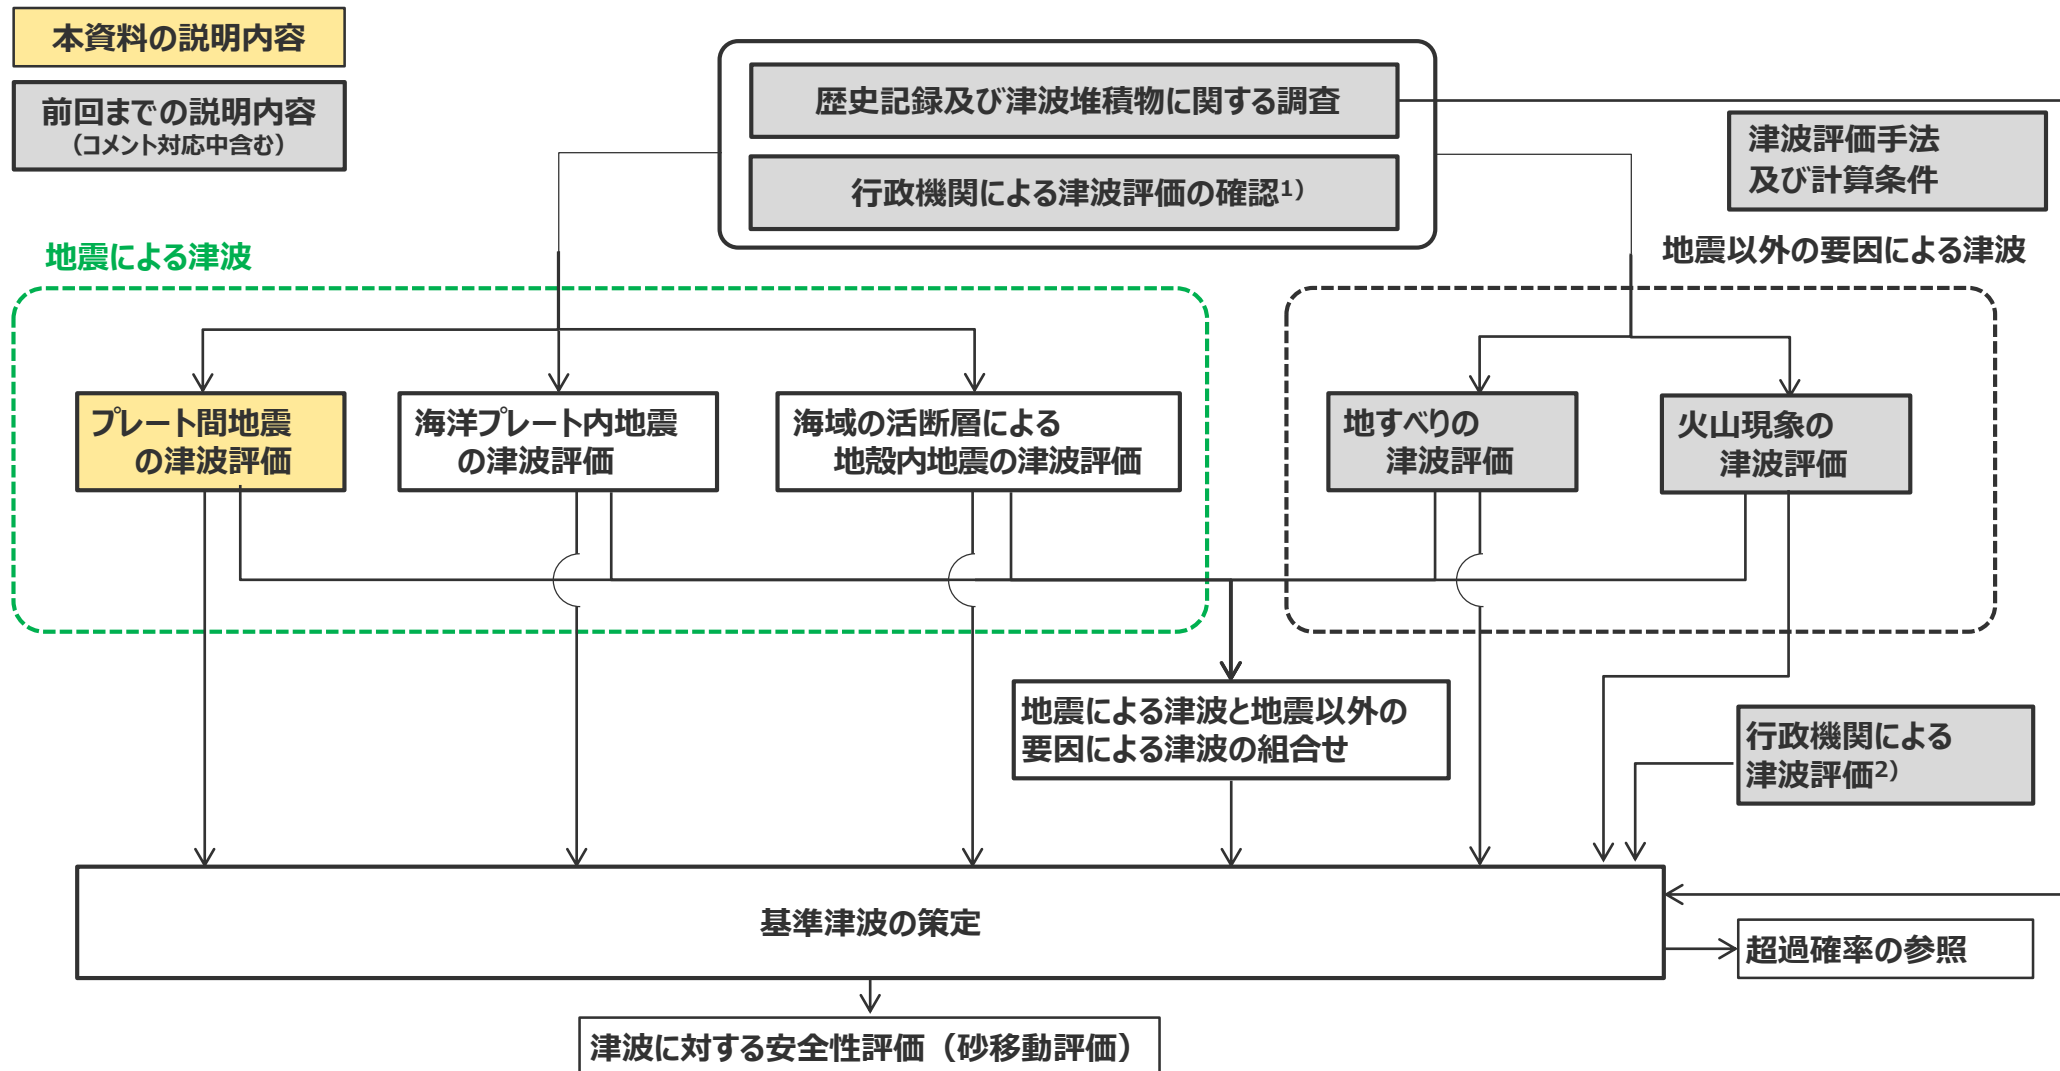 本資料の説明内容
前回までの説明内容
（コメント対応中含む）
歴史記録及び津波堆積物に関する調査
行政機関による津波評価の確認1）
津波評価手法
及び計算条件
地震による津波
地震以外の要因による津波
プレート間地震
の津波評価
海洋プレート内地震
の津波評価
海域の活断層による
地殻内地震の津波評価
地すべりの
津波評価
火山現象の
津波評価
地震による津波と地震以外の
要因による津波の組合せ
行政機関による
津波評価2）
基準津波の策定
超過確率の参照
津波に対する安全性評価（砂移動評価）